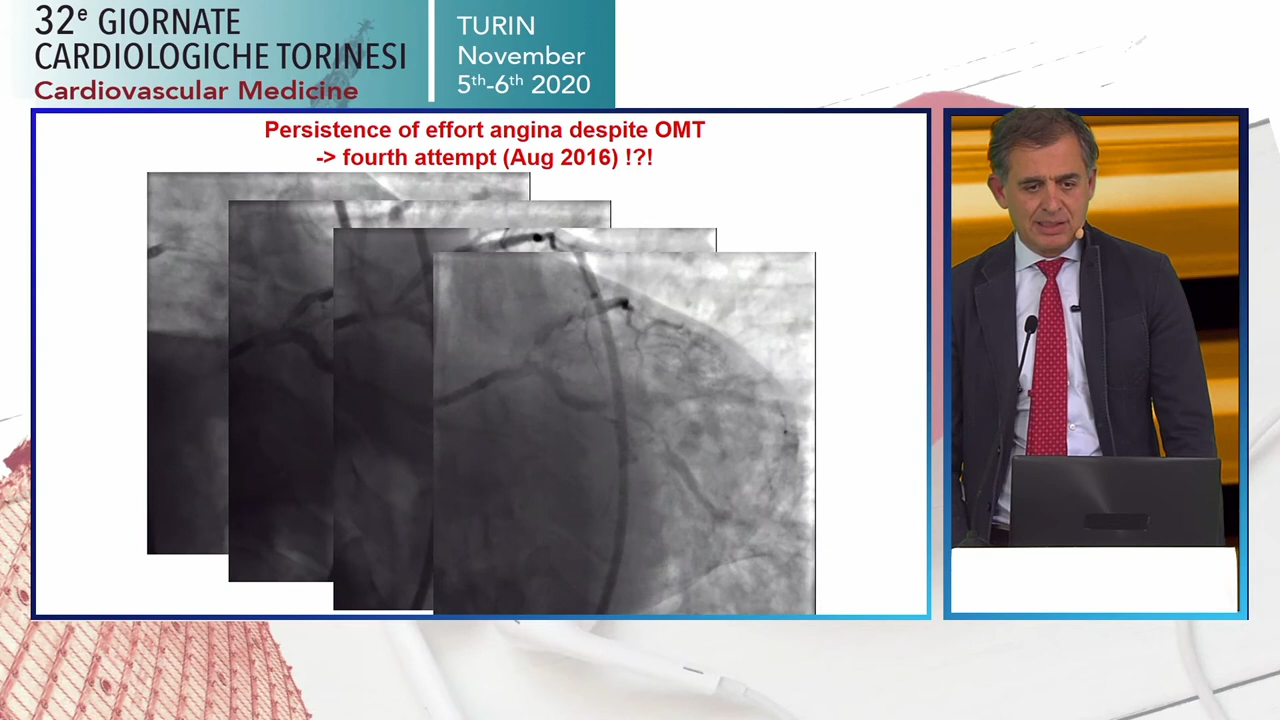 32e GIORNATE
CARDIOLOGICHE TORINESI
Cardiovascular Medicine
TURIN
November
5th-6th 2020
Persistence of effort angina despite OMT
-> fourth attempt (Aug 2016) !?!